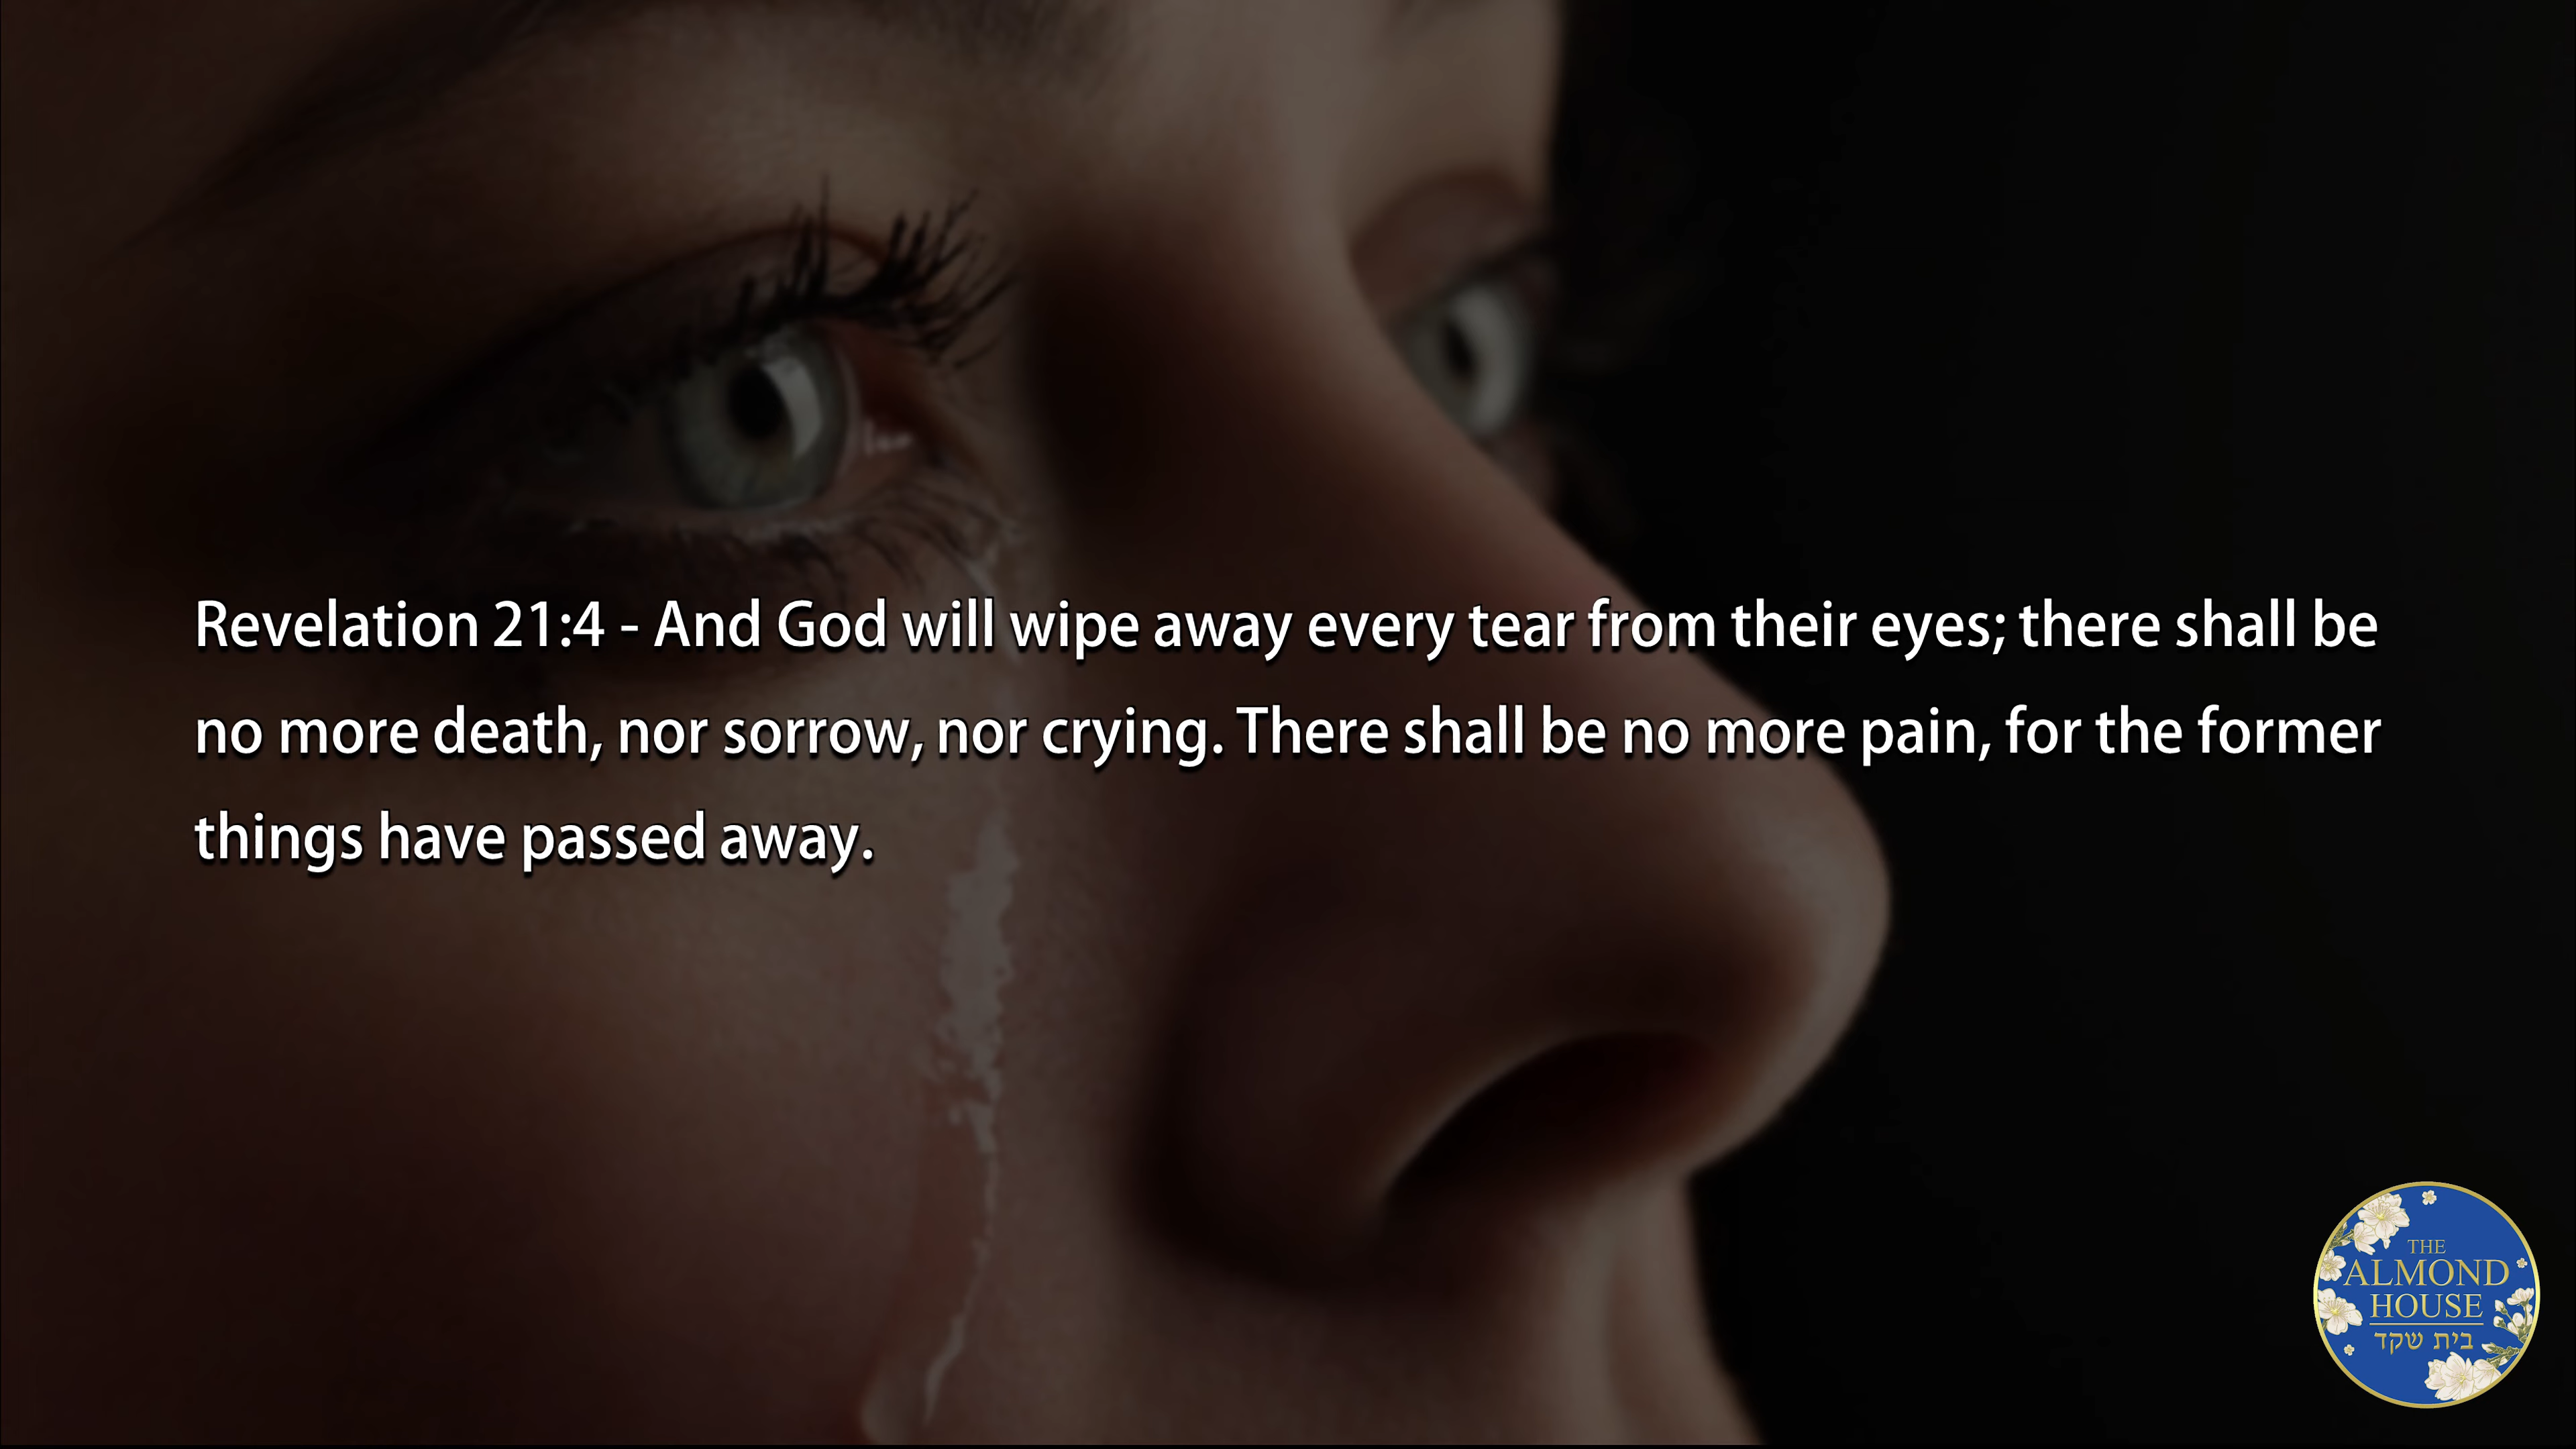 Revelation 21:4 - And God will wipe away every tear from their eyes; there shall be
no more death, nor sorrow, nor crying. There shall be no more pain, for the former
things have passed away.
THE
ALMOND
HOUSE
בית שקד